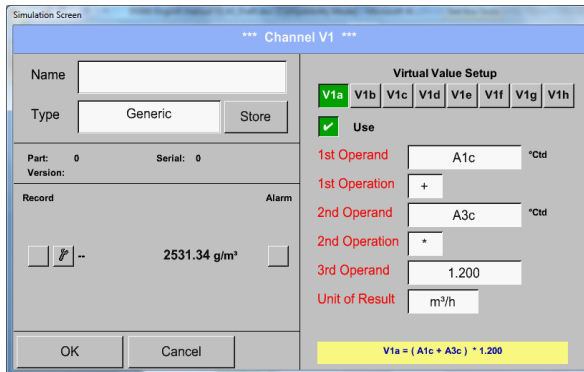 Simulation Screen
*** Channel V1 ***
Name
Type Generic Store
Part: 0 Serial: 0
Version:
Record Alarm
-- 2531.34 g/m³
OK Cancel
Virtual Value Setup
V1a V1b V1c V1d V1e V1f V1g V1h
✔ Use
1st Operand A1c °Ctd
1st Operation +
2nd Operand A3c °Ctd
2nd Operation *
3rd Operand 1.200
Unit of Result m³/h
V1a = ( A1c + A3c ) * 1.200